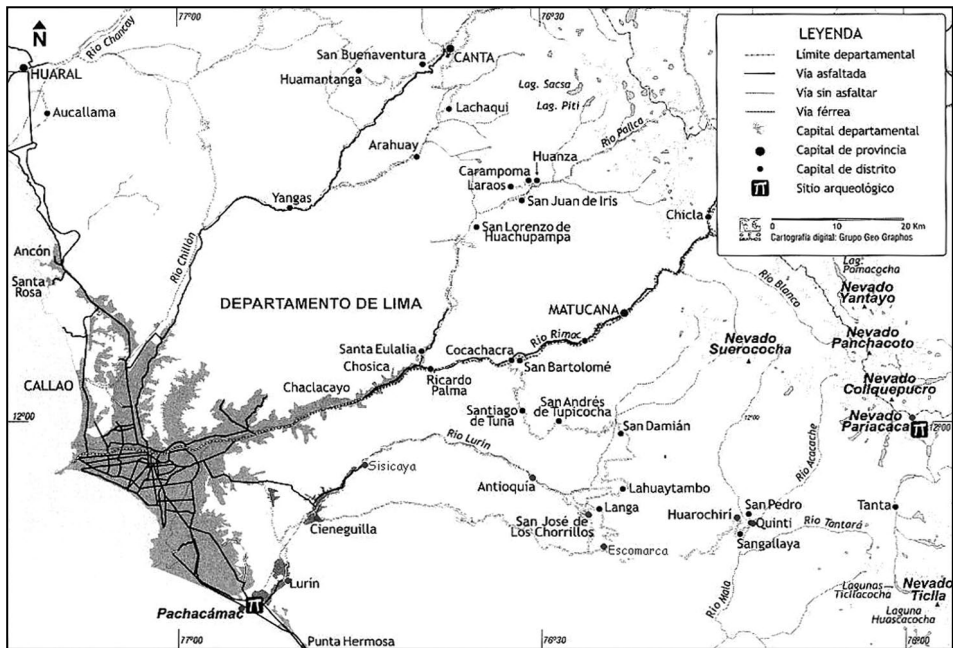 77°00'
76°30'
N
Río Chancay
HUARAL
Aucallama
San Buenaventura
CANTA
Huamantanga
Lachaqui
Lag. Sacsa
Lag. Piti
Arahuay
Río Pallca
Huanza
Carampoma
Laraos
San Juan de Iris
Yangas
San Lorenzo de
Huachupampa
Chicla
LEYENDA
Límite departamental
Vía asfaltada
Vía sin asfaltar
Vía férrea
Capital departamental
Capital de provincia
Capital de distrito
Sitio arqueológico
0 10 20 Km
Cartografía digital: Grupo Geo Graphos
Ancón
Santa
Rosa
Río Chillón
DEPARTAMENTO DE LIMA
MATUCANA
Río Rimac
Río Blanco
Lag.
Pamacocha
Nevado
Yantayo
Nevado
Suerococha
Nevado
Panchacoto
Nevado
Collquepucro
Nevado
Pariacaca
12°00
Santa Eulalia
Cocachacra
San Bartolomé
Chosica
Ricardo
Palma
Chaclacayo
CALLAO
12°00
Santiago
de Tuna
San Andrés
de Tupicocha
San Damián
12°00
Río Acacache
Río Lurín
Sisicaya
Antioquia
Lahuaytambo
Langa
San José de
Los Chorrillos
Escomarca
Huarochirí
San Pedro
Quinti
Sangallaya
Río Tantará
Tanta
Cieneguilla
Lurín
Pachacámac
Punta Hermosa
Río Mala
Lagunas
Ticllacocha
Nevado
Ticlla
Laguna
Huascacocha
77°00
76°30
76°00